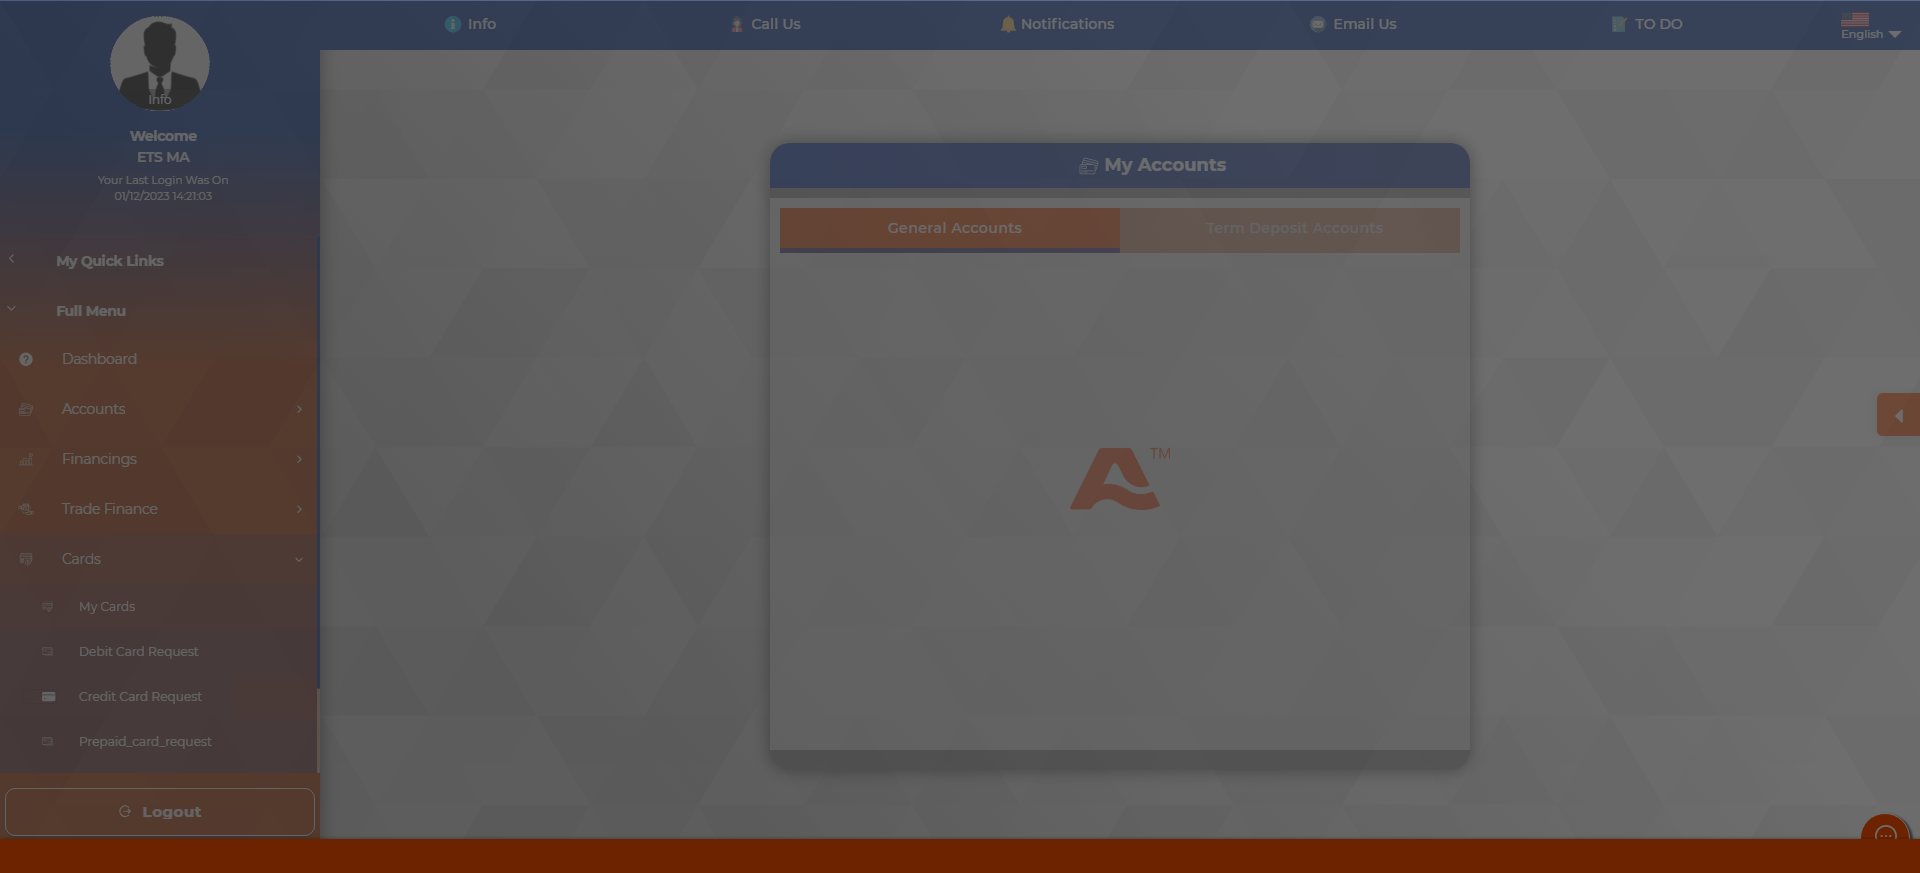 Info
Call Us
Notifications
Email Us
TO DO
English
Info
Welcome
ETS MA
Your Last Login Was On
01/12/2023 14:21:03
My Quick Links
Full Menu
Dashboard
Accounts
Financings
Trade Finance
Cards
My Cards
Debit Card Request
Credit Card Request
Prepaid_card_request
Logout
My Accounts
General Accounts
Term Deposit Accounts
TM